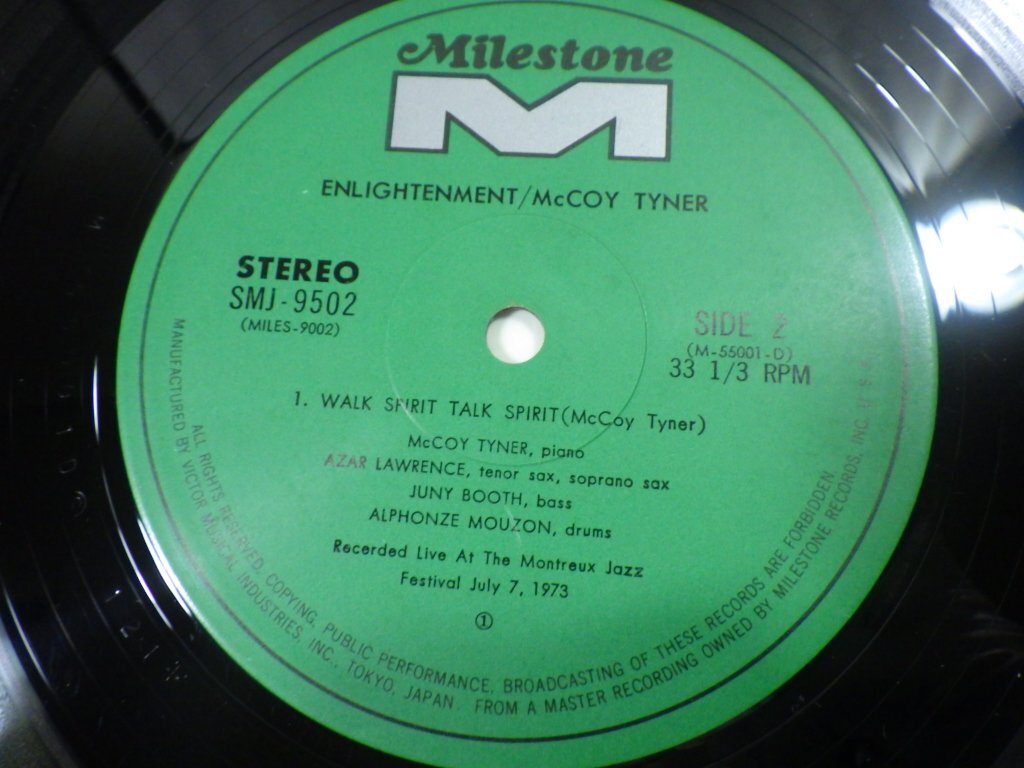 Milestone
M
ENLIGHTENMENT/McCOY TYNER
STEREO
SMJ-9502
(MILES-9002)
SIDE 2
(M-55001-D)
33 1/3 RPM
1. WALK SPIRIT TALK SPIRIT(McCoy Tyner)
McCOY TYNER, piano
AZAR LAWRENCE, tenor sax, soprano sax
JUNY BOOTH, bass
ALPHONZE MOUZON, drums
Recorded Live At The Montreux Jazz
Festival July 7, 1973
①
ALL RIGHTS RESERVED. COPYING, PUBLIC PERFORMANCE, BROADCASTING OF THESE RECORDS ARE FORBIDDEN.
MANUFACTURED BY VICTOR MUSICAL INDUSTRIES, INC., TOKYO, JAPAN. FROM A MASTER RECORDING OWNED BY MILESTONE RECORDS, INC. U.S.A.